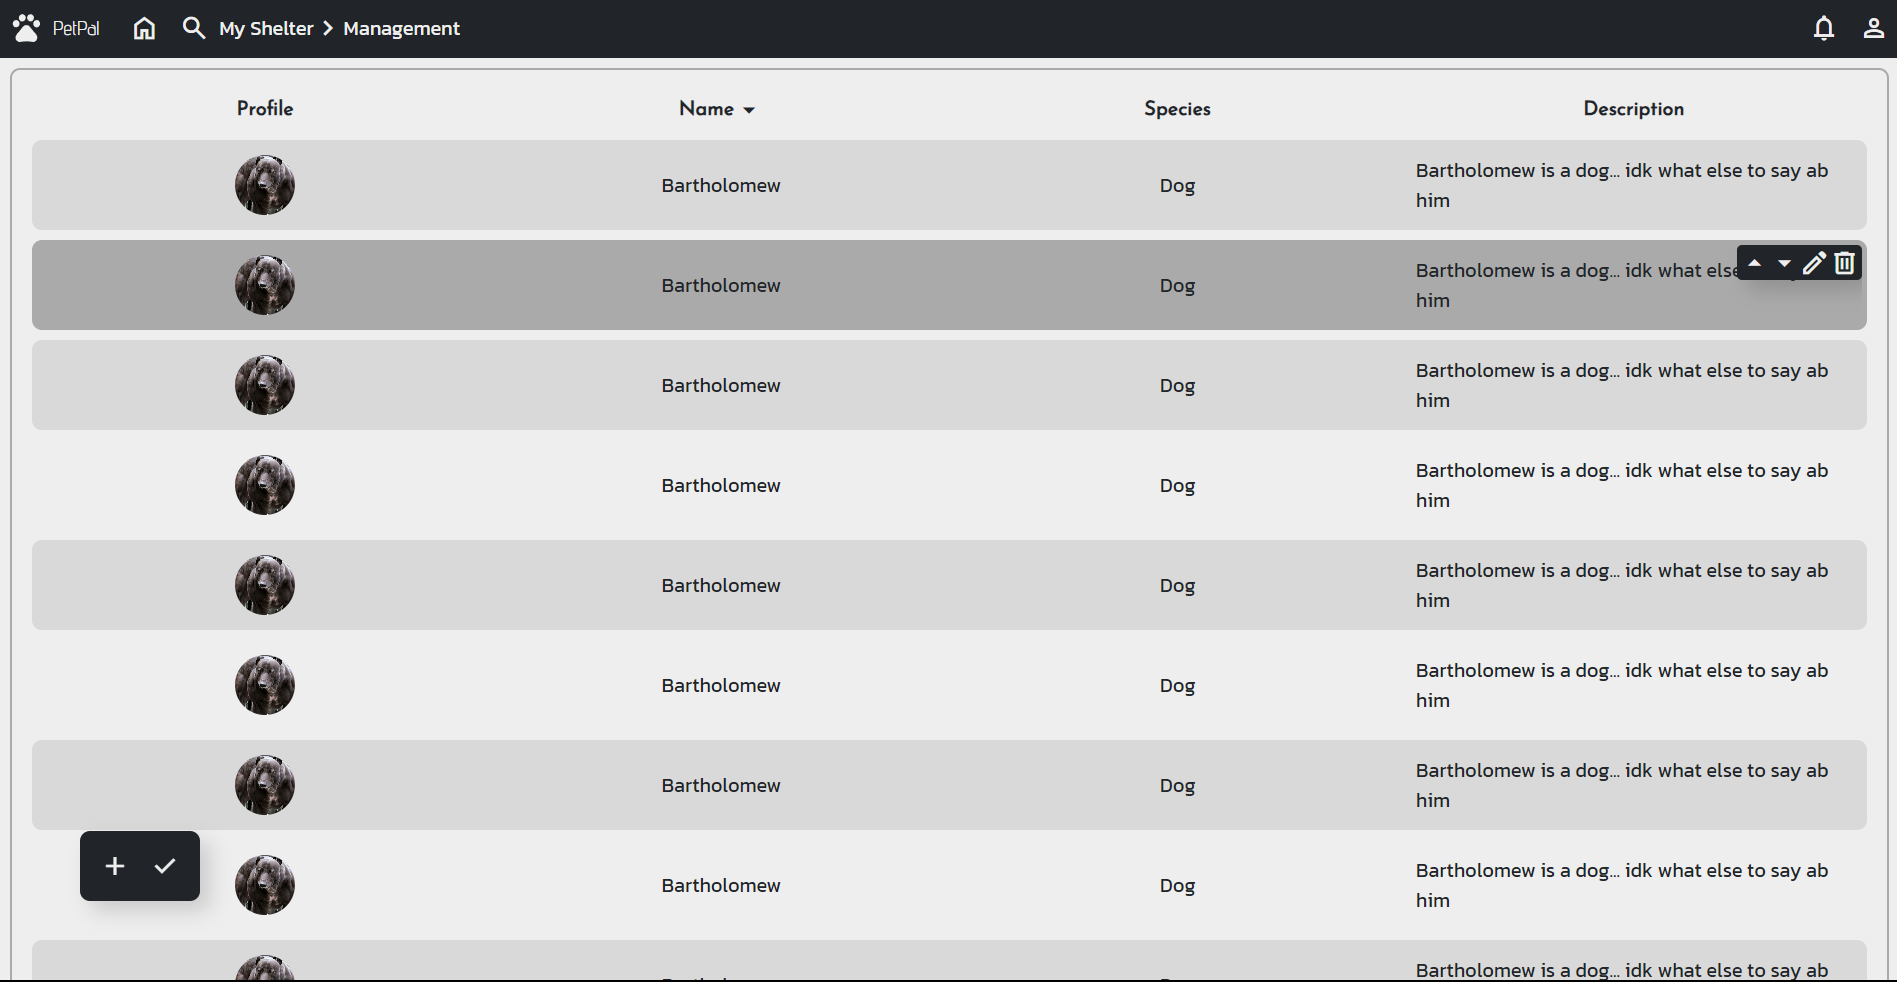 PetPal My Shelter Management
Profile Name Species Description
Bartholomew Dog Bartholomew is a dog... idk what else to say ab
him
Bartholomew Dog Bartholomew is a dog... idk what else
him
Bartholomew Dog Bartholomew is a dog... idk what else to say ab
him
Bartholomew Dog Bartholomew is a dog... idk what else to say ab
him
Bartholomew Dog Bartholomew is a dog... idk what else to say ab
him
Bartholomew Dog Bartholomew is a dog... idk what else to say ab
him
Bartholomew Dog Bartholomew is a dog... idk what else to say ab
him
Bartholomew Dog Bartholomew is a dog... idk what else to say ab
him
Bartholomew is a dog... idk what else to say ab